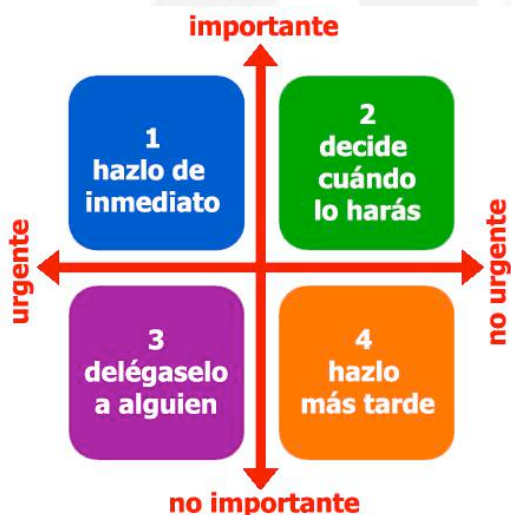 importante
1
hazlo de
inmediato
2
decide
cuándo
lo harás
urgente
no urgente
3
delégaselo
a alguien
4
hazlo
más tarde
no importante